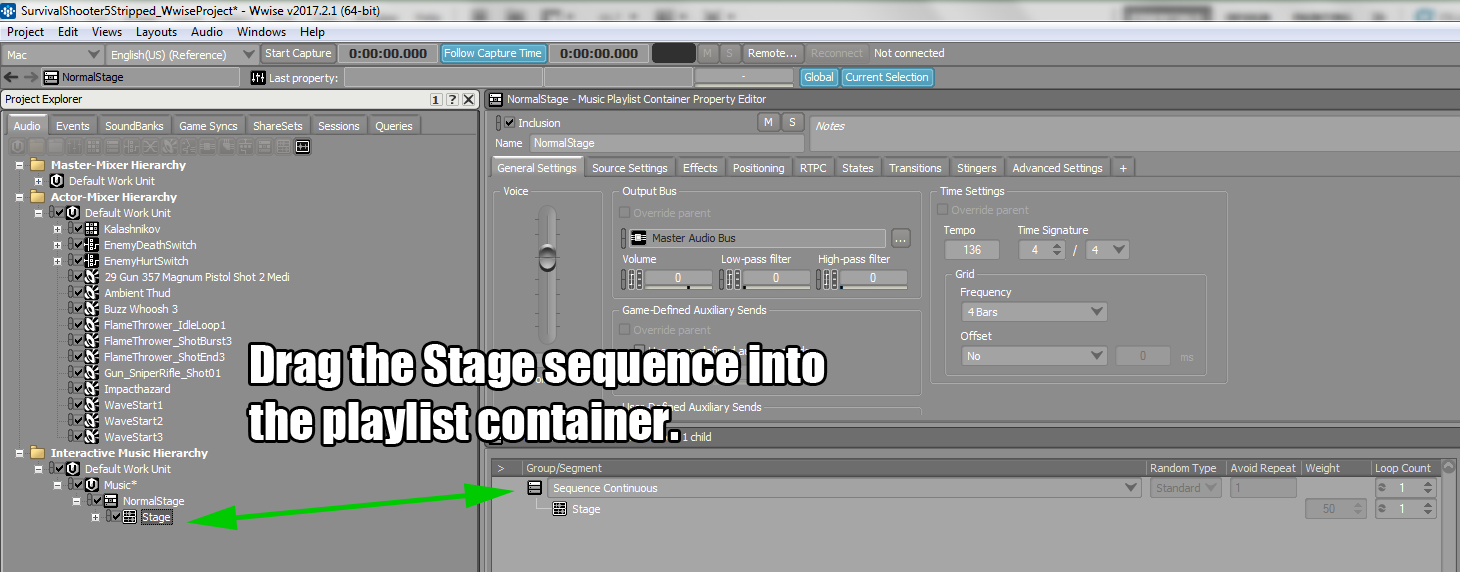 SurvivalShooter5Stripped_WwiseProject* - Wwise v2017.2.1 (64-bit)
Project Edit Views Layouts Audio Windows Help
Mac English(US) (Reference) Start Capture 0:00:00.000 Follow Capture Time 0:00:00.000 M S Remote... Reconnect Not connected
NormalStage Last property: - Global Current Selection
Project Explorer 1 ?
NormalStage - Music Playlist Container Property Editor
Audio Events SoundBanks Game Syncs ShareSets Sessions Queries
Inclusion M S Notes
Name NormalStage
General Settings Source Settings Effects Positioning RTPC States Transitions Stingers Advanced Settings +
Master-Mixer Hierarchy
Default Work Unit
Actor-Mixer Hierarchy
Default Work Unit
Kalashnikov
EnemyDeathSwitch
EnemyHurtSwitch
29 Gun 357 Magnum Pistol Shot 2 Medi
Ambient Thud
Buzz Whoosh 3
FlameThrower_IdleLoop1
FlameThrower_ShotBurst3
FlameThrower_ShotEnd3
Gun_SniperRifle_Shot01
Impacthazard
WaveStart1
WaveStart2
WaveStart3
Interactive Music Hierarchy
Default Work Unit
Music*
NormalStage
Stage
Voice
Output Bus
Override parent
Master Audio Bus ...
Volume Low-pass filter High-pass filter
0 0 0
Game-Defined Auxiliary Sends
Override parent
Time Settings
Override parent
Tempo Time Signature
136 4 / 4
Grid
Frequency
4 Bars
Offset
No 0 ms
Drag the Stage sequence into
the playlist container.
Auxiliary Sends
1 child
> Group/Segment Random Type Avoid Repeat Weight Loop Count
Sequence Continuous Standard 1 1
Stage 50 1